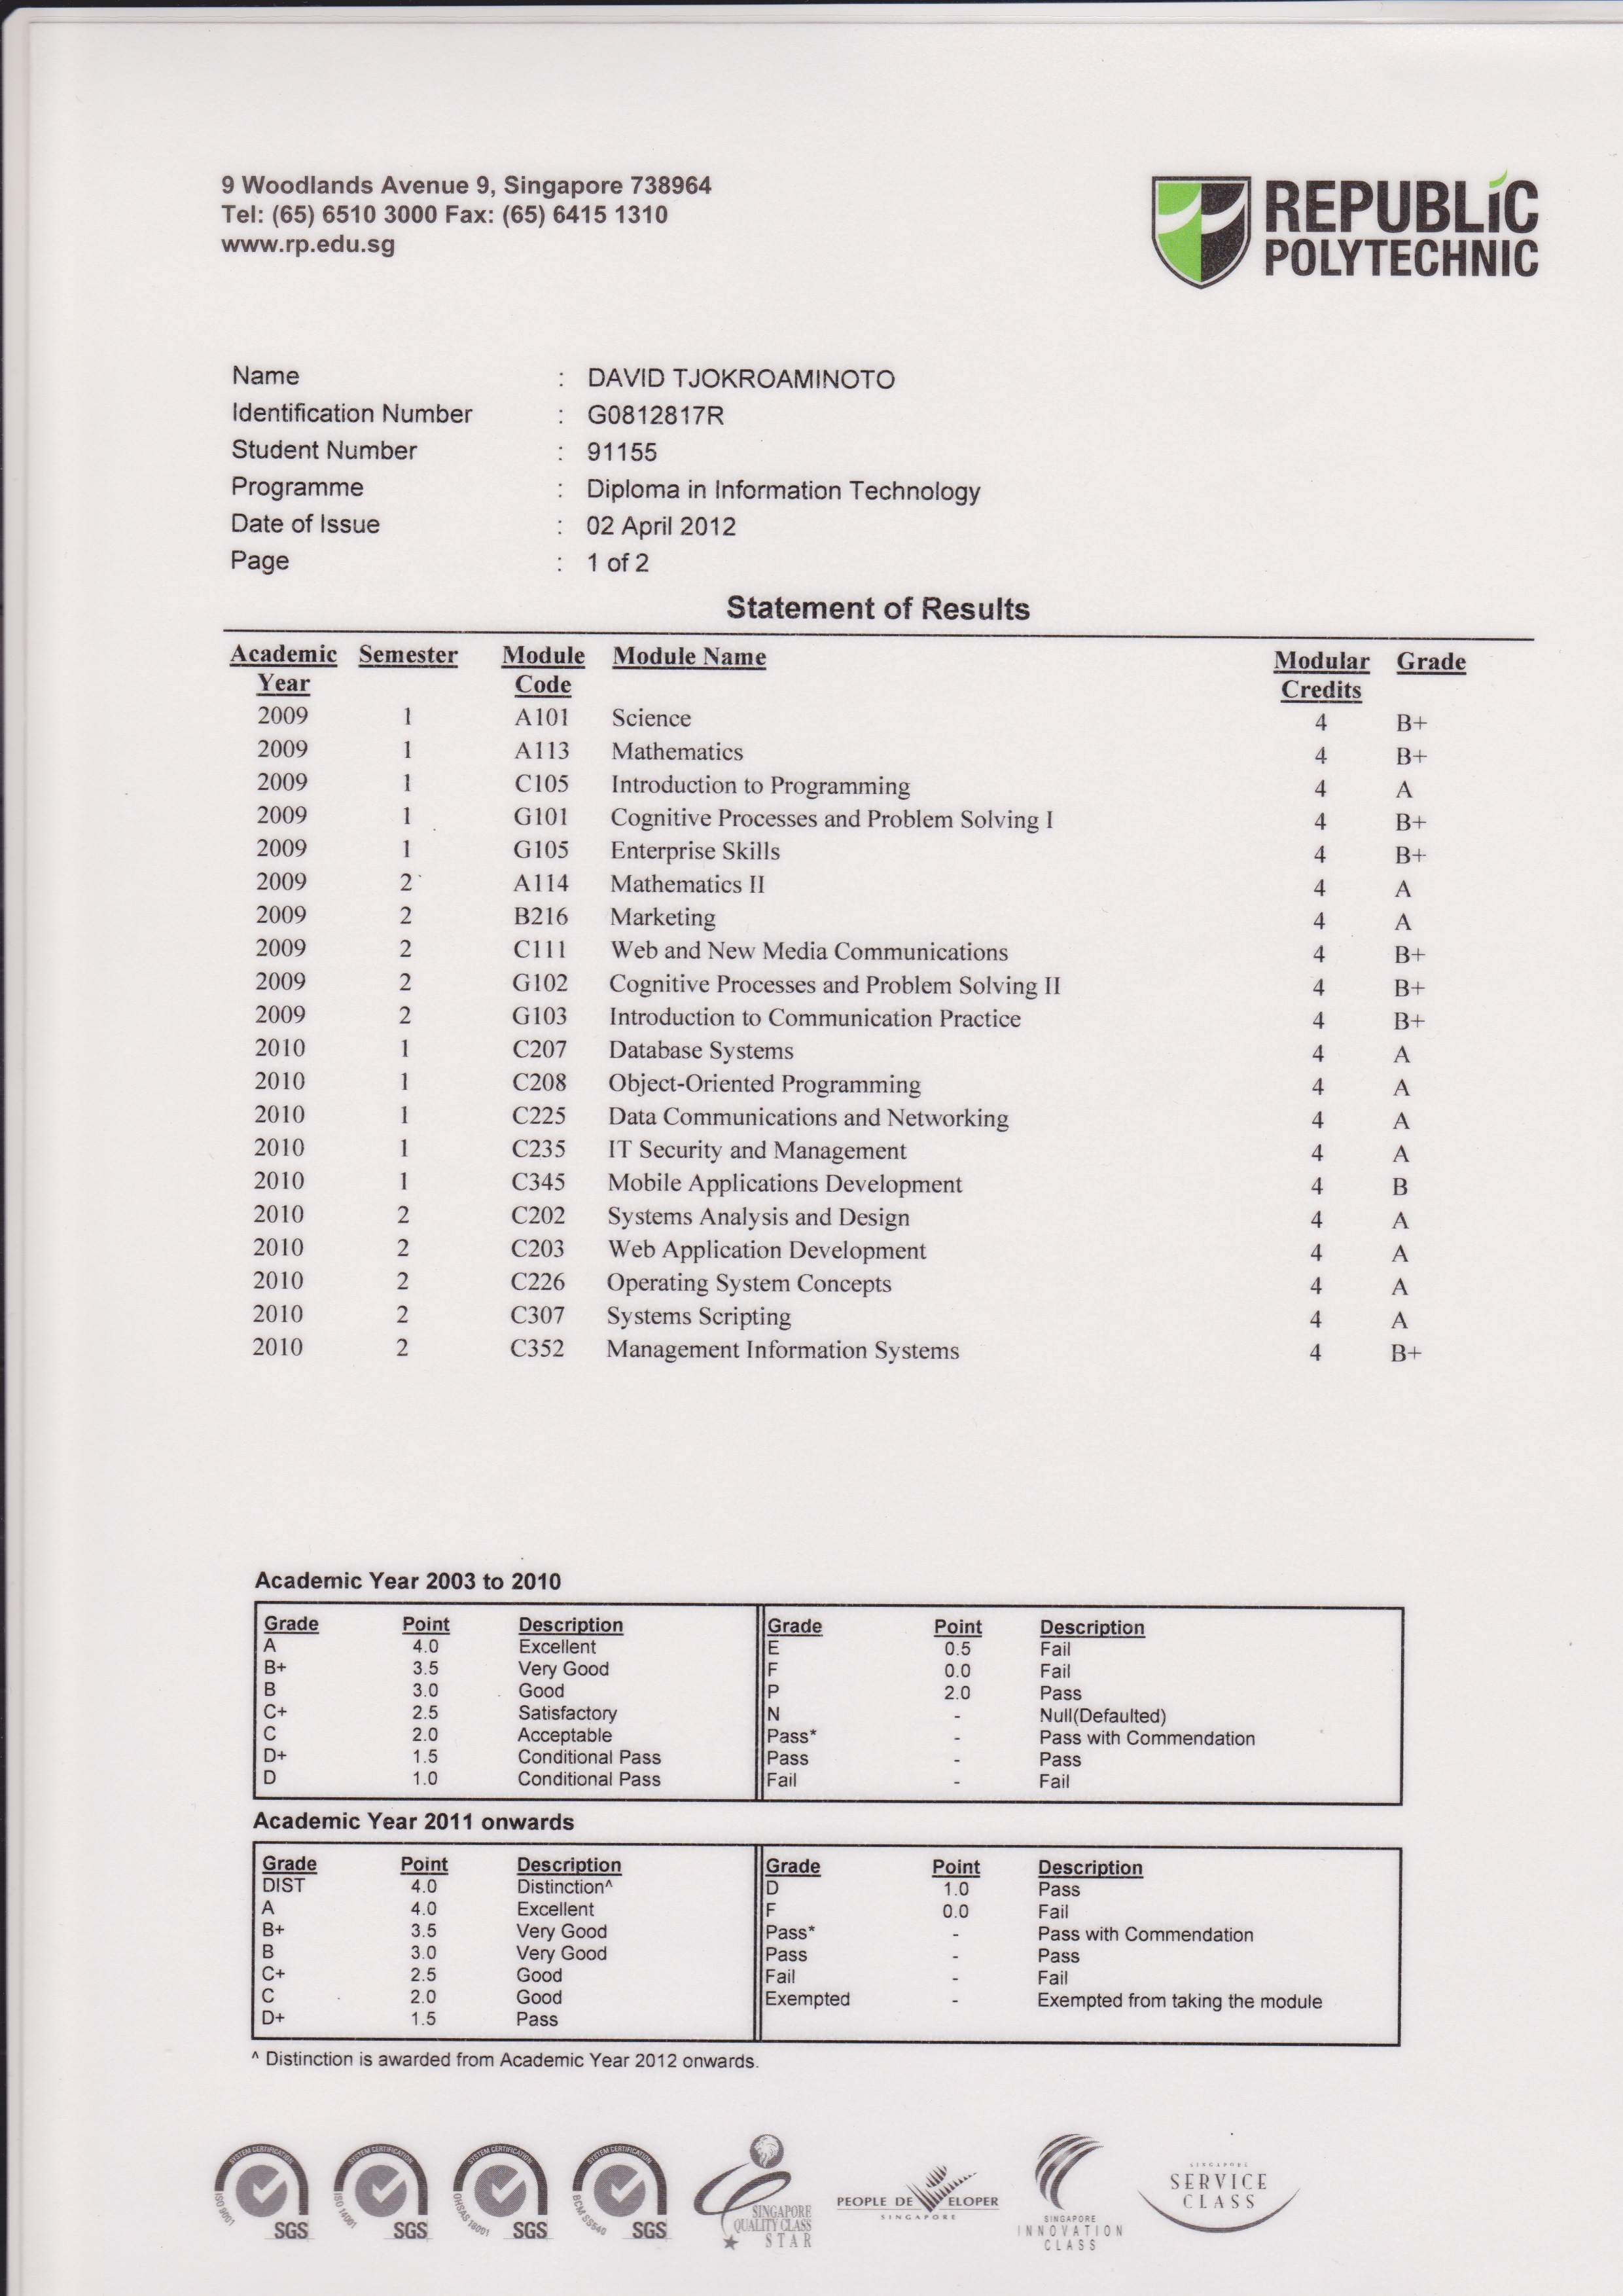 9 Woodlands Avenue 9, Singapore 738964
Tel: (65) 6510 3000 Fax: (65) 6415 1310
www.rp.edu.sg
REPUBLIC
POLYTECHNIC
Name : DAVID TJOKROAMINOTO
Identification Number : G0812817R
Student Number : 91155
Programme : Diploma in Information Technology
Date of Issue : 02 April 2012
Page : 1 of 2
Statement of Results
Academic Year Semester Module Code Module Name Modular Credits Grade
2009 1 A101 Science 4 B+
2009 1 A113 Mathematics 4 B+
2009 1 C105 Introduction to Programming 4 A
2009 1 G101 Cognitive Processes and Problem Solving I 4 B+
2009 1 G105 Enterprise Skills 4 B+
2009 2 A114 Mathematics II 4 A
2009 2 B216 Marketing 4 A
2009 2 C111 Web and New Media Communications 4 B+
2009 2 G102 Cognitive Processes and Problem Solving II 4 B+
2009 2 G103 Introduction to Communication Practice 4 B+
2010 1 C207 Database Systems 4 A
2010 1 C208 Object-Oriented Programming 4 A
2010 1 C225 Data Communications and Networking 4 A
2010 1 C235 IT Security and Management 4 A
2010 1 C345 Mobile Applications Development 4 B
2010 2 C202 Systems Analysis and Design 4 A
2010 2 C203 Web Application Development 4 A
2010 2 C226 Operating System Concepts 4 A
2010 2 C307 Systems Scripting 4 A
2010 2 C352 Management Information Systems 4 B+
Academic Year 2003 to 2010
Grade Point Description Grade Point Description
A 4.0 Excellent E 0.5 Fail
B+ 3.5 Very Good F 0.0 Fail
B 3.0 Good P 2.0 Pass
C+ 2.5 Satisfactory N - Null(Defaulted)
C 2.0 Acceptable Pass* - Pass with Commendation
D+ 1.5 Conditional Pass Pass - Pass
D 1.0 Conditional Pass Fail - Fail
Academic Year 2011 onwards
Grade Point Description Grade Point Description
DIST 4.0 Distinction^ D 1.0 Pass
A 4.0 Excellent F 0.0 Fail
B+ 3.5 Very Good Pass* - Pass with Commendation
B 3.0 Very Good Pass - Pass
C+ 2.5 Good Fail - Fail
C 2.0 Good Exempted - Exempted from taking the module
D+ 1.5 Pass
^ Distinction is awarded from Academic Year 2012 onwards.
SYSTEM CERTIFICATION ISO 9001 SGS
SYSTEM CERTIFICATION ISO 14001 SGS
SYSTEM CERTIFICATION OHSAS 18001 SGS
SYSTEM CERTIFICATION BCM SS540 SGS
SINGAPORE
QUALITY CLASS
STAR
PEOPLE DEVELOPER
SINGAPORE
SINGAPORE
INNOVATION
CLASS
SINGAPORE
SERVICE
CLASS